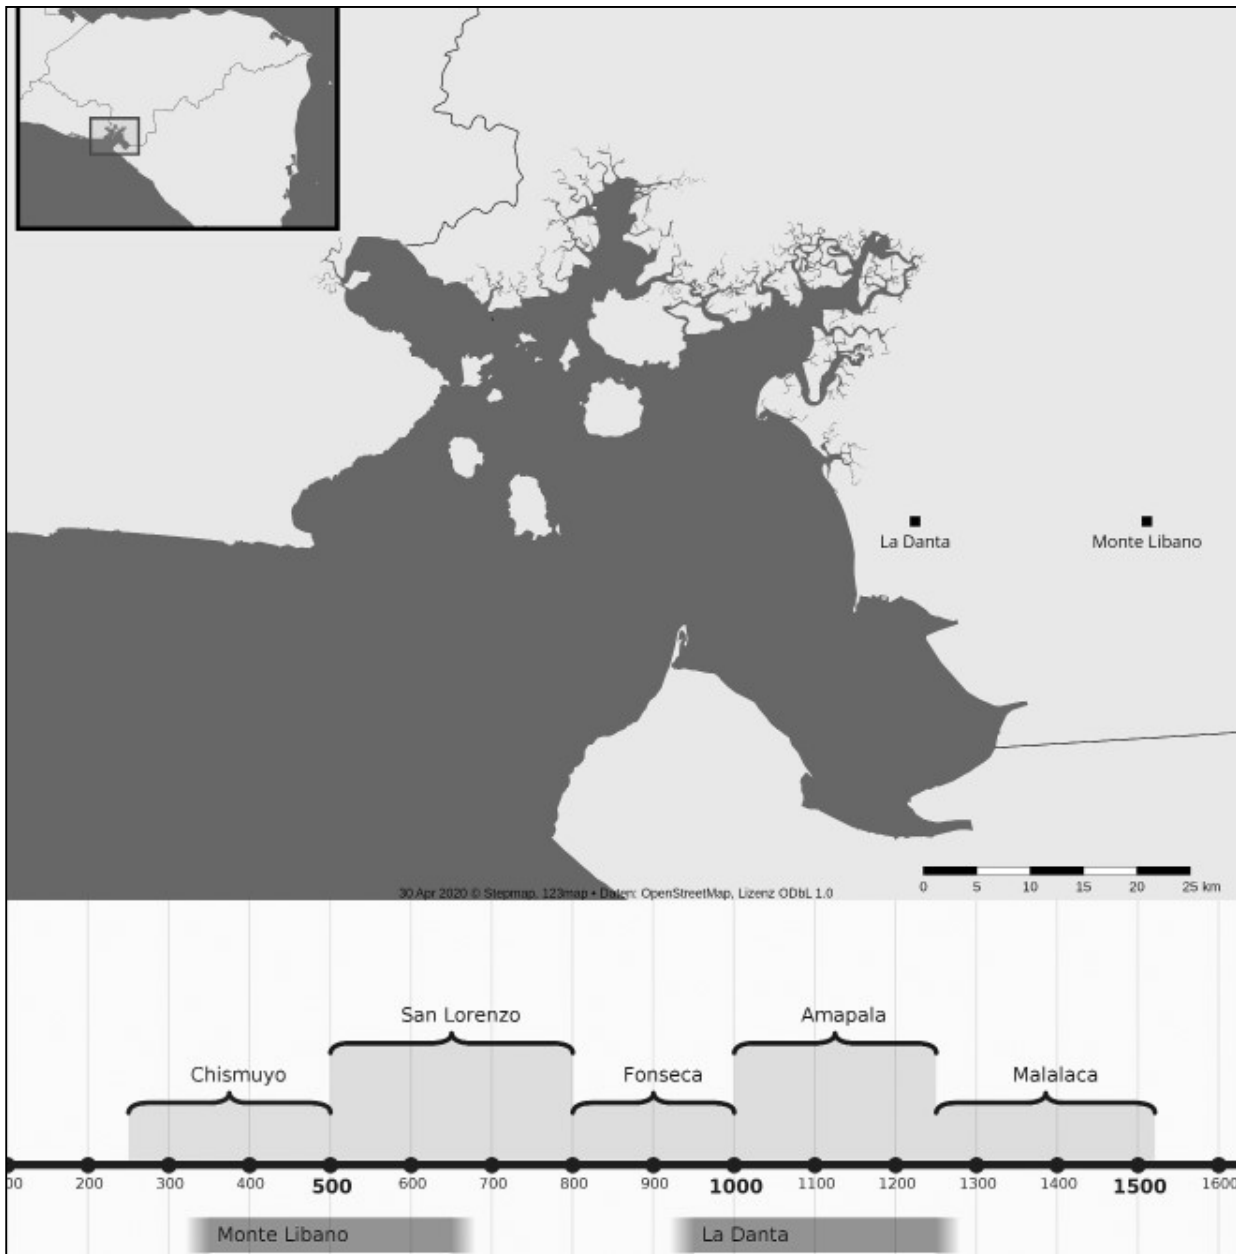 La Danta
Monte Libano
0 5 10 15 20 25 km
30 Apr 2020 © Stepmap, 123map • Daten: OpenStreetMap, Lizenz ODbL 1.0
San Lorenzo
Amapala
Chismuyo
Fonseca
Malalaca
00 200 300 400 500 600 700 800 900 1000 1100 1200 1300 1400 1500 1600
Monte Libano
La Danta